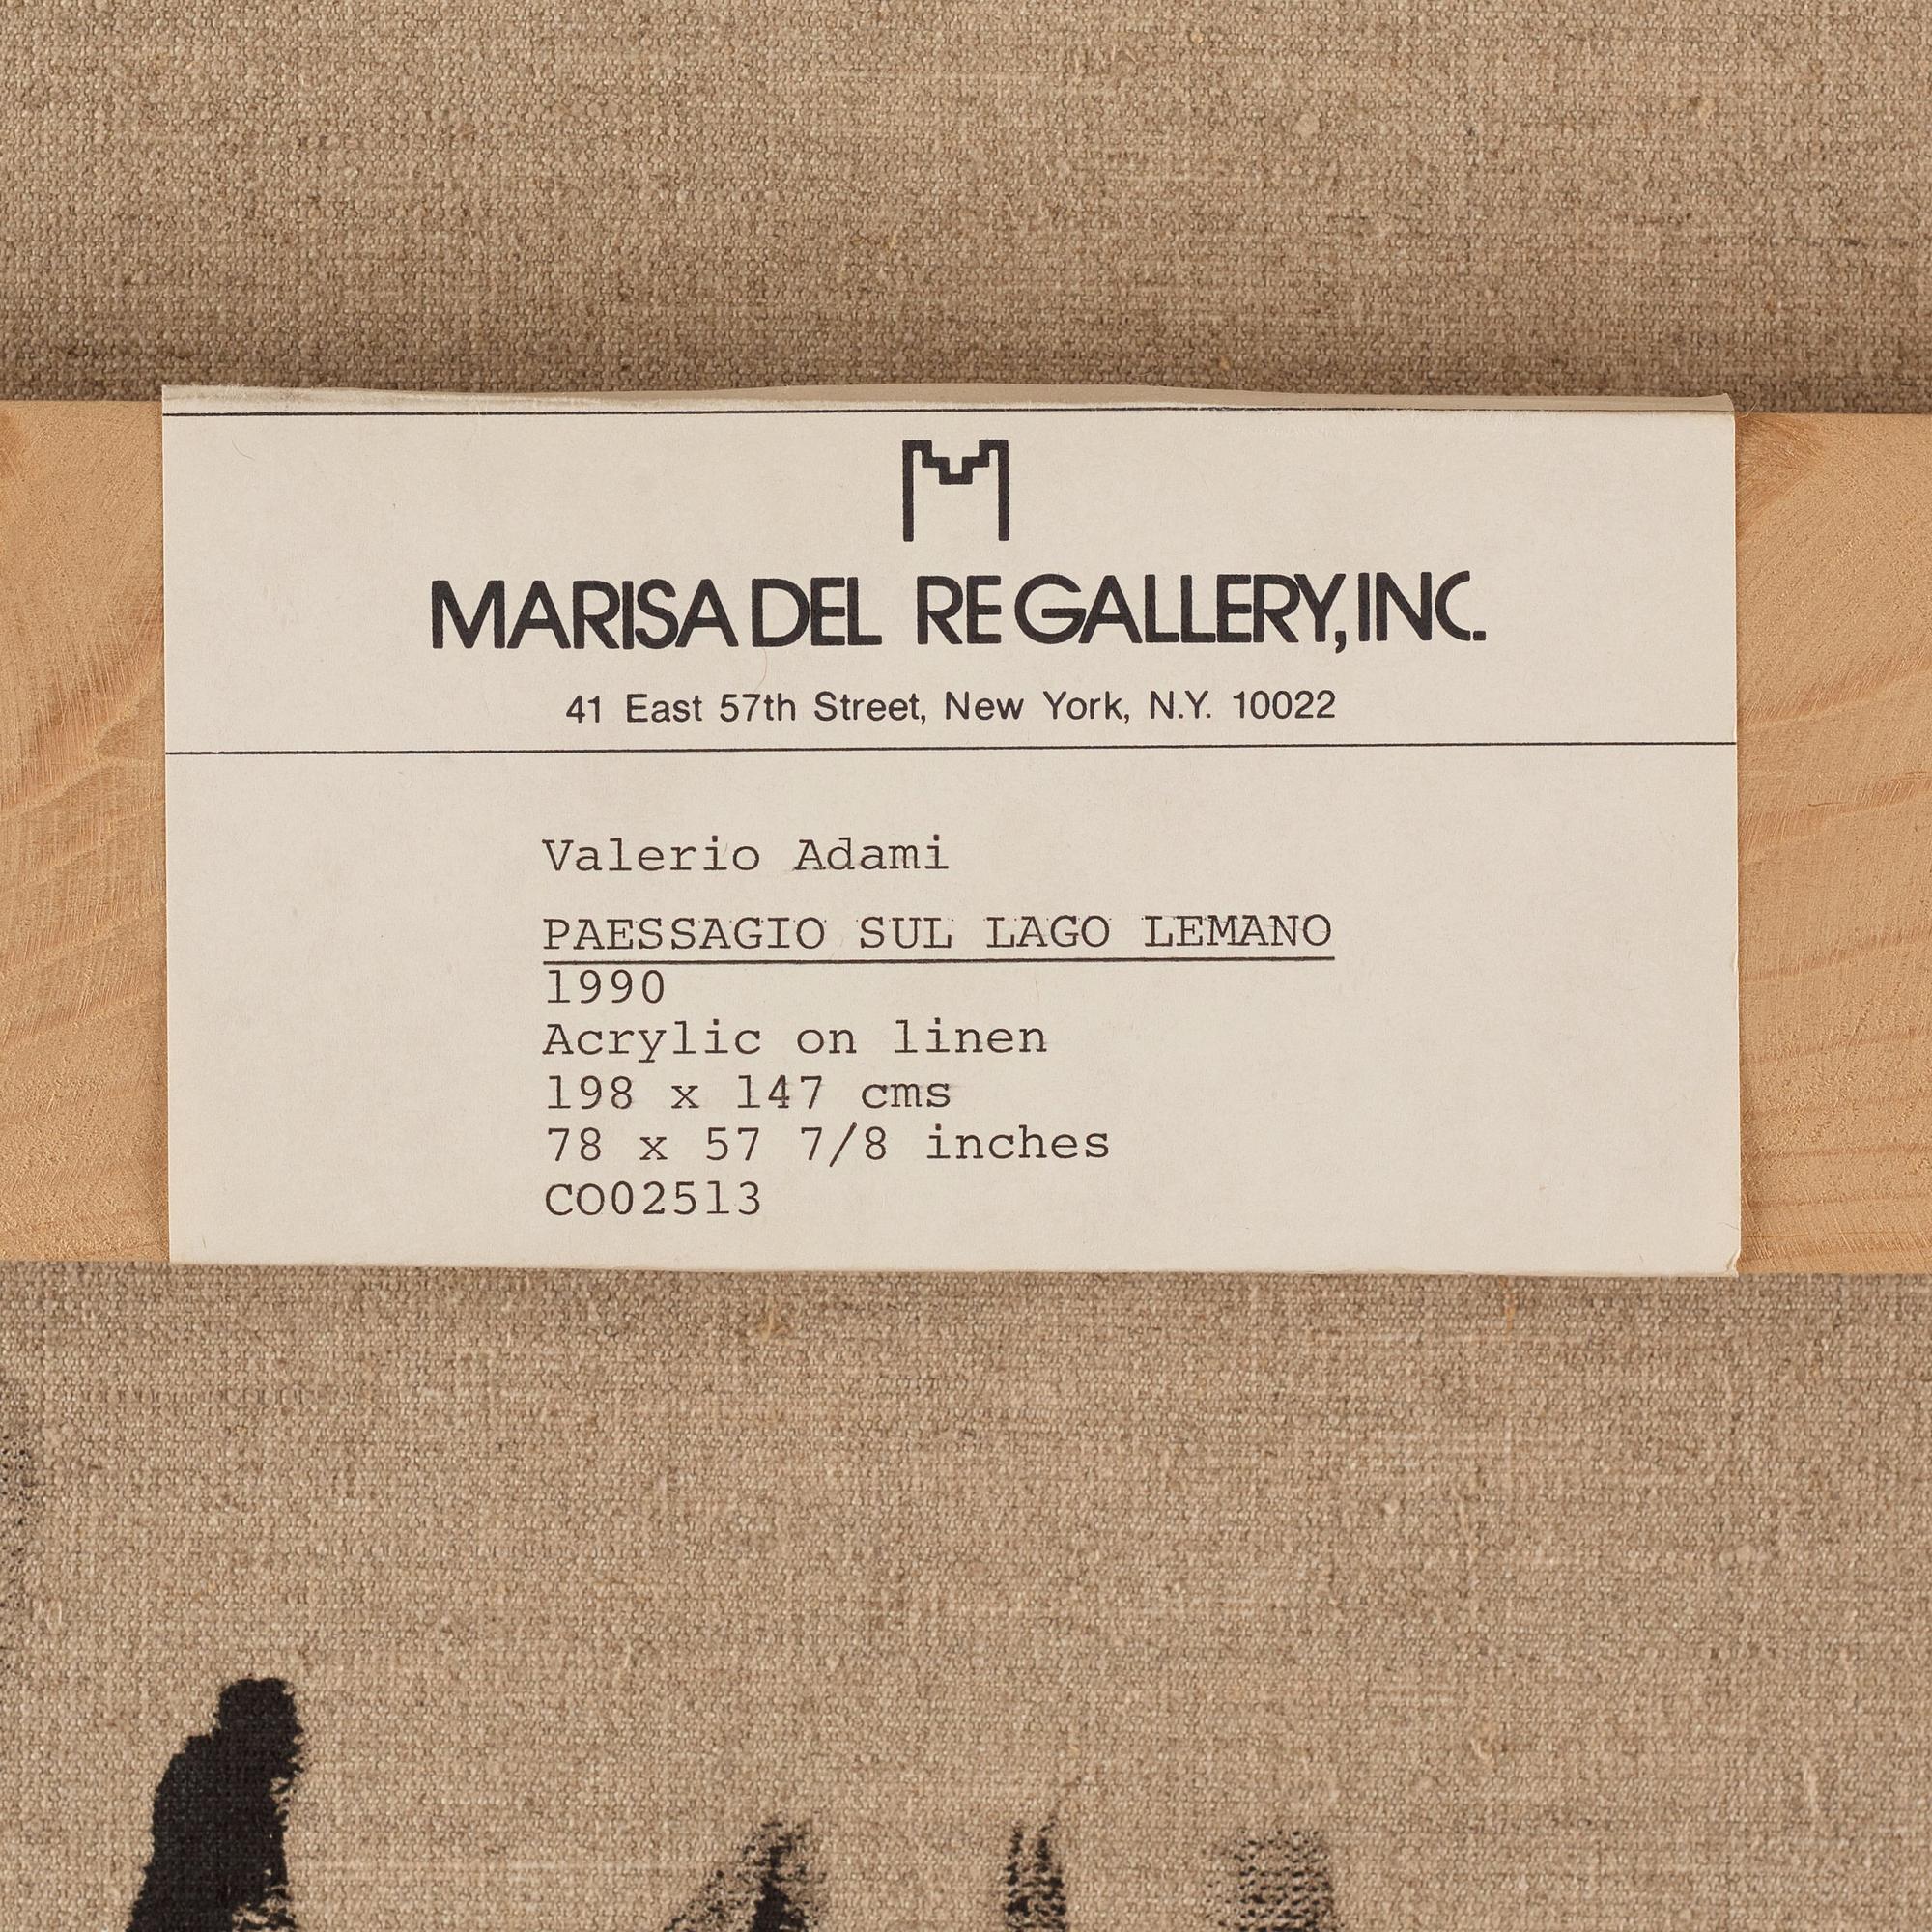 M
MARISA DEL RE GALLERY, INC.
41 East 57th Street, New York, N.Y. 10022
Valerio Adami
PAESSAGIO SUL LAGO LEMANO
1990
Acrylic on linen
198 x 147 cms
78 x 57 7/8 inches
CO02513